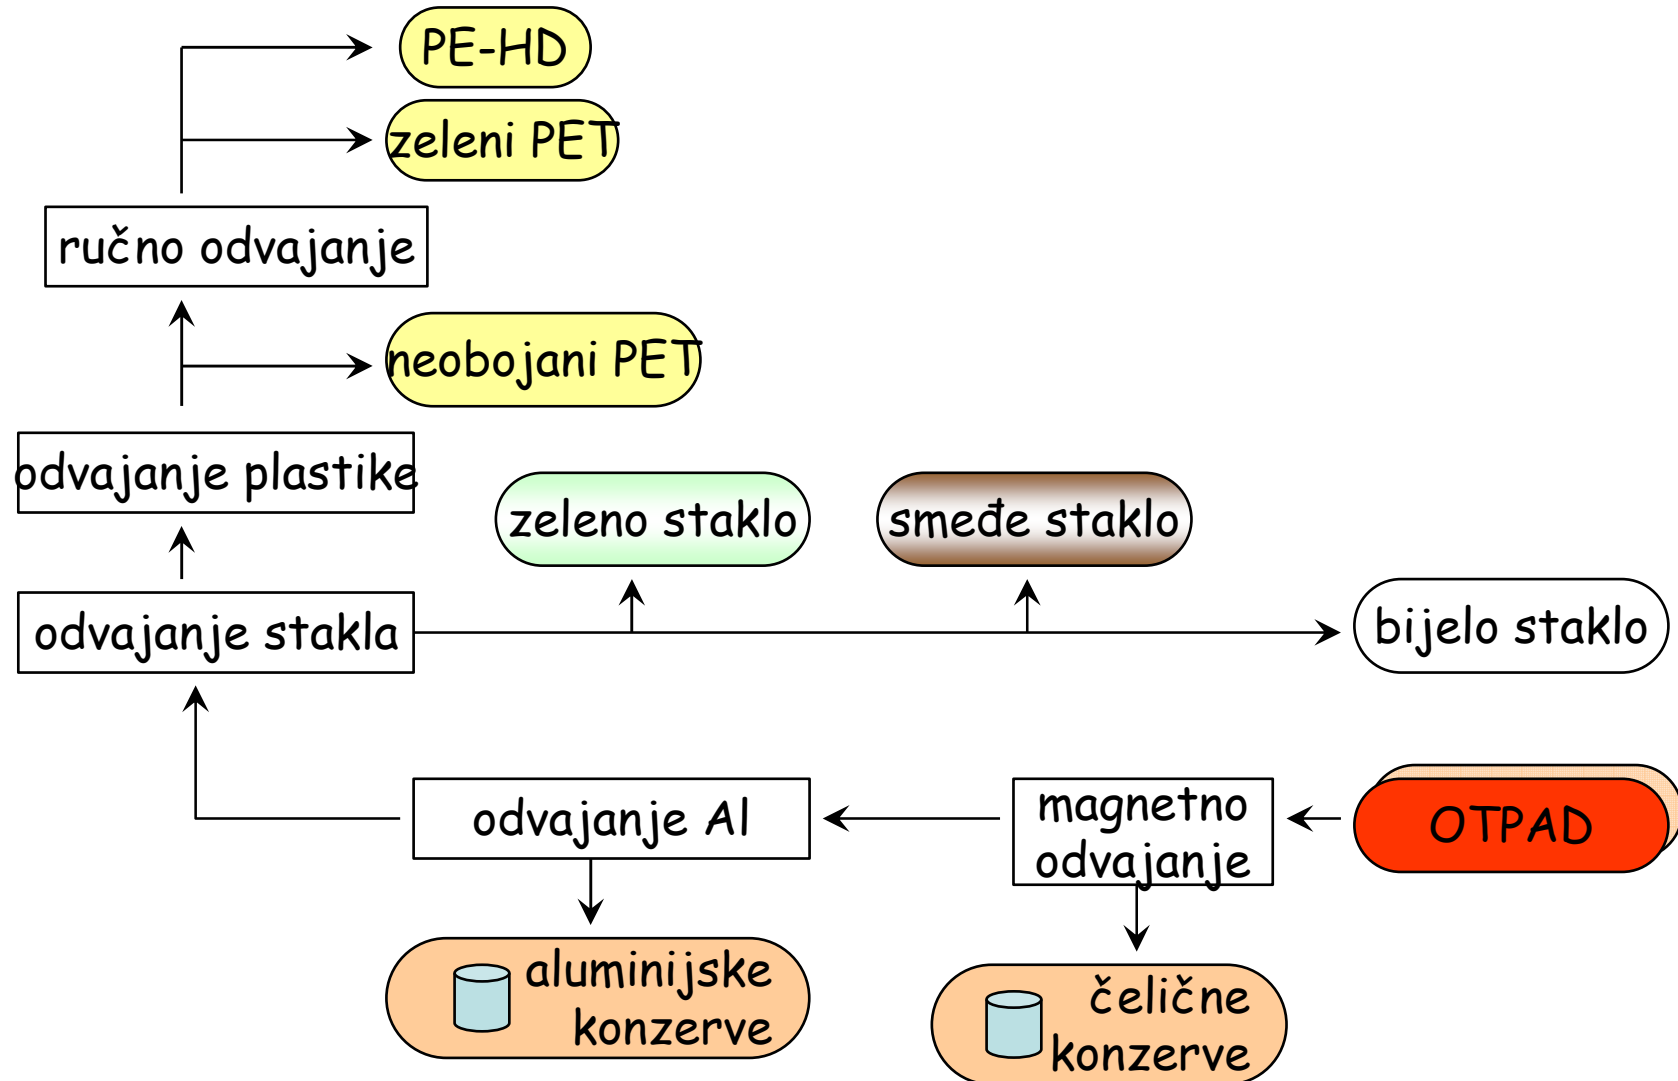 PE-HD
zeleni PET
ručno odvajanje
neobojani PET
odvajanje plastike
zeleno staklo
smeđe staklo
odvajanje stakla
bijelo staklo
odvajanje Al
magnetno
odvajanje
OTPAD
aluminijske
konzerve
čelične
konzerve